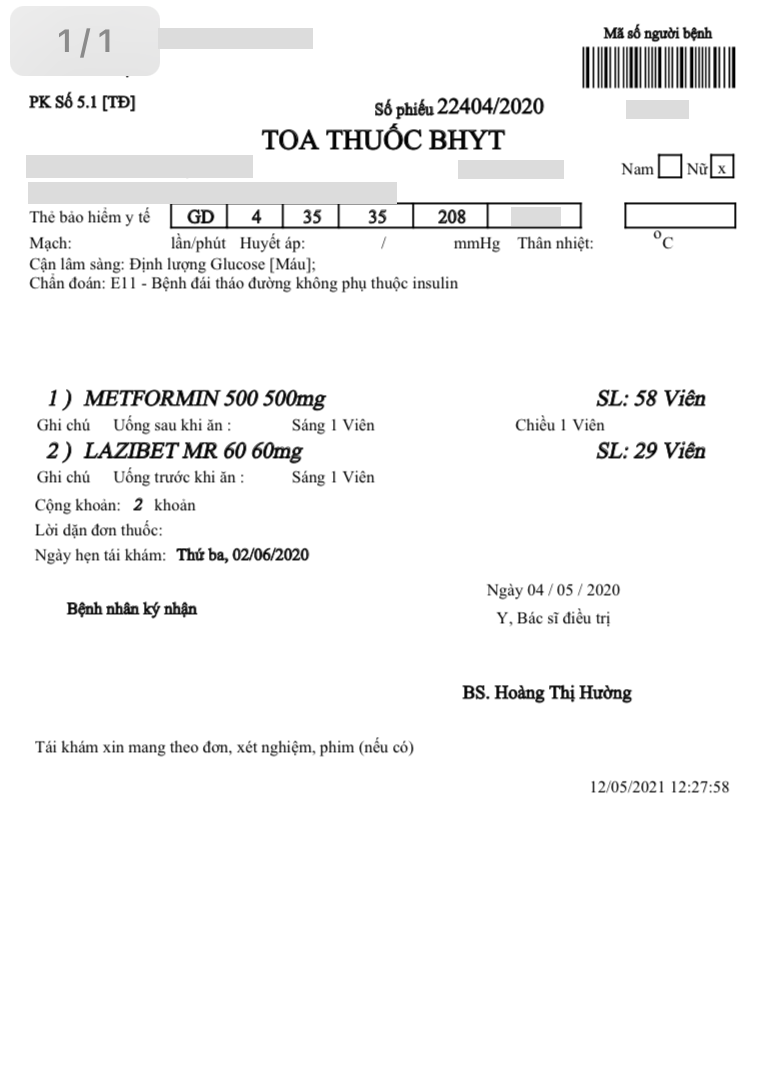 1/1
Mã số người bệnh
PK Số 5.1 [TĐ]
Số phiếu 22404/2020
TOA THUỐC BHYT
Nam Nữ x
Thẻ bảo hiểm y tế GD 4 35 35 208
Mạch: lần/phút Huyết áp: / mmHg Thân nhiệt: °C
Cận lâm sàng: Định lượng Glucose [Máu];
Chẩn đoán: E11 - Bệnh đái tháo đường không phụ thuộc insulin
1 ) METFORMIN 500 500mg SL: 58 Viên
Ghi chú Uống sau khi ăn : Sáng 1 Viên Chiều 1 Viên
2 ) LAZIBET MR 60 60mg SL: 29 Viên
Ghi chú Uống trước khi ăn : Sáng 1 Viên
Cộng khoản: 2 khoản
Lời dặn đơn thuốc:
Ngày hẹn tái khám: Thứ ba, 02/06/2020
Ngày 04 / 05 / 2020
Bệnh nhân ký nhận
Y, Bác sĩ điều trị
BS. Hoàng Thị Hường
Tái khám xin mang theo đơn, xét nghiệm, phim (nếu có)
12/05/2021 12:27:58